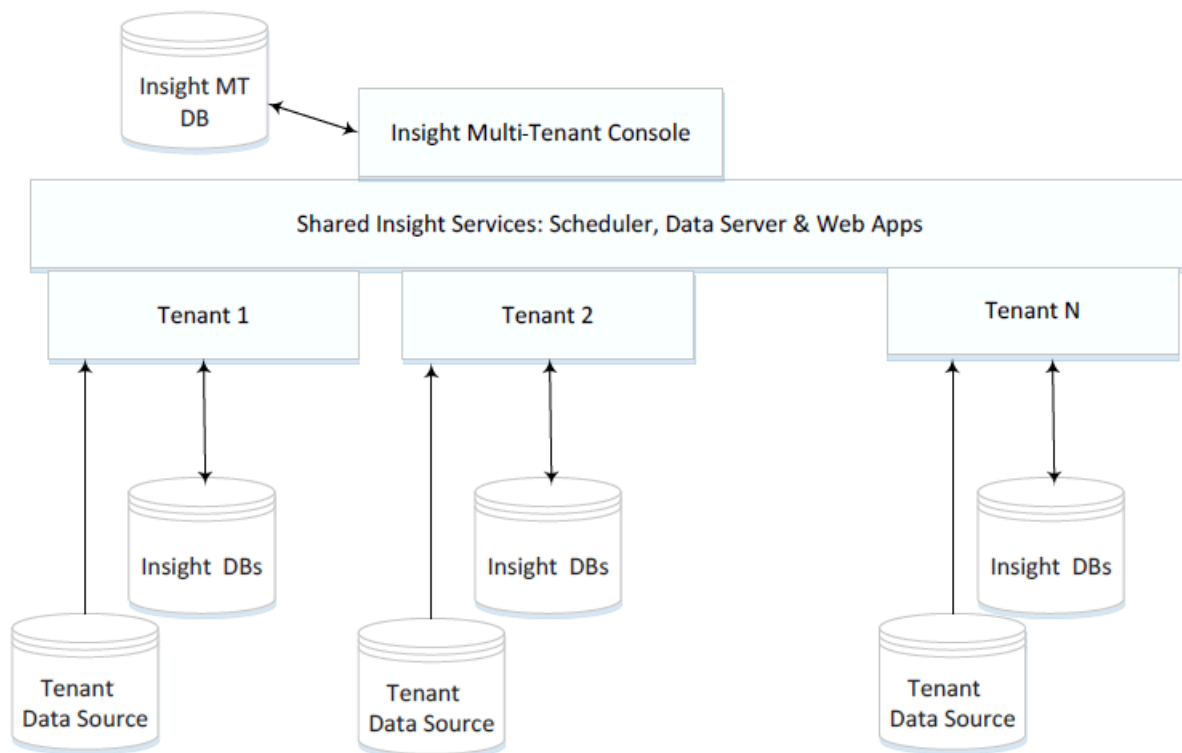 Insight MT
DB
Insight Multi-Tenant Console
Shared Insight Services: Scheduler, Data Server & Web Apps
Tenant 1
Tenant 2
Tenant N
Insight DBs
Insight DBs
Insight DBs
Tenant
Data Source
Tenant
Data Source
Tenant
Data Source